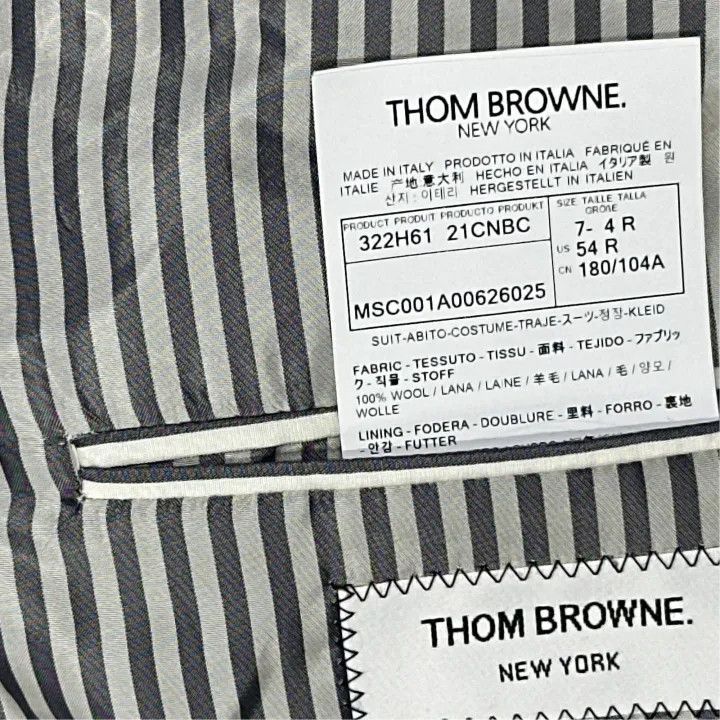 THOM BROWNE.
NEW YORK
MADE IN ITALY PRODOTTO IN ITALIA FABRIQUÉ EN
ITALIE 产地意大利 HECHO EN ITALIA イタリア製 원
산지 : 이태리 HERGESTELLT IN ITALIEN
PRODUCT PRODUIT PRODUCTO PRODUKT
322H61 21CNBC
MSC001A00626025
SIZE TAILLE TALLA
GRÖßE
7- 4 R
US 54 R
CN 180/104A
SUIT-ABITO-COSTUME-TRAJE-スーツ-정장-KLEID
FABRIC - TESSUTO - TISSU - 面料 - TEJIDO - ファブリッ
ク - 직물 - STOFF
100% WOOL / LANA / LAINE / 羊毛 / LANA / 毛 / 양모 /
WOLLE
LINING - FODERA - DOUBLURE - 里料 - FORRO - 裏地
- 안감 - FUTTER
THOM BROWNE.
NEW YORK